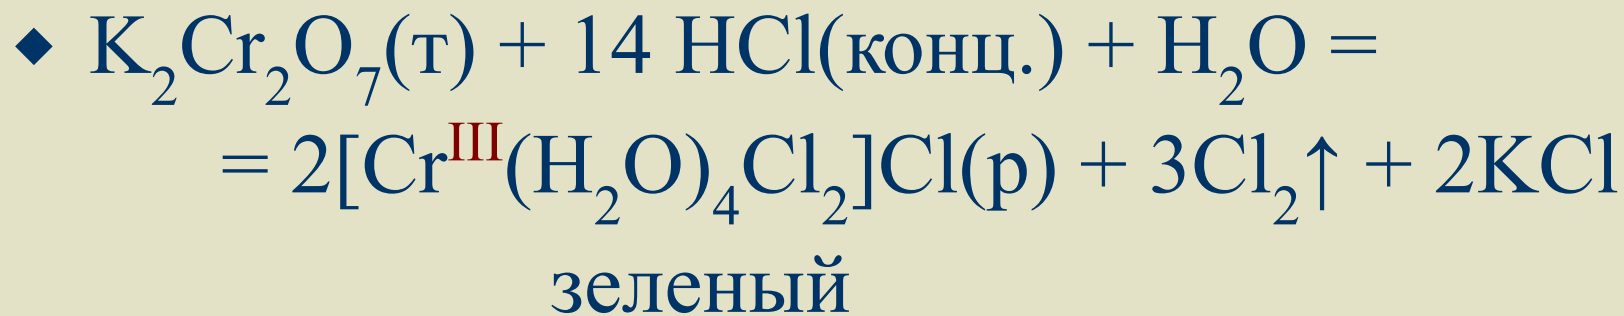 ◆ K₂Cr₂O₇(т) + 14 HCl(конц.) + H₂O =
= 2[Crᴵᴵᴵ(H₂O)₄Cl₂]Cl(р) + 3Cl₂↑ + 2KCl
зеленый